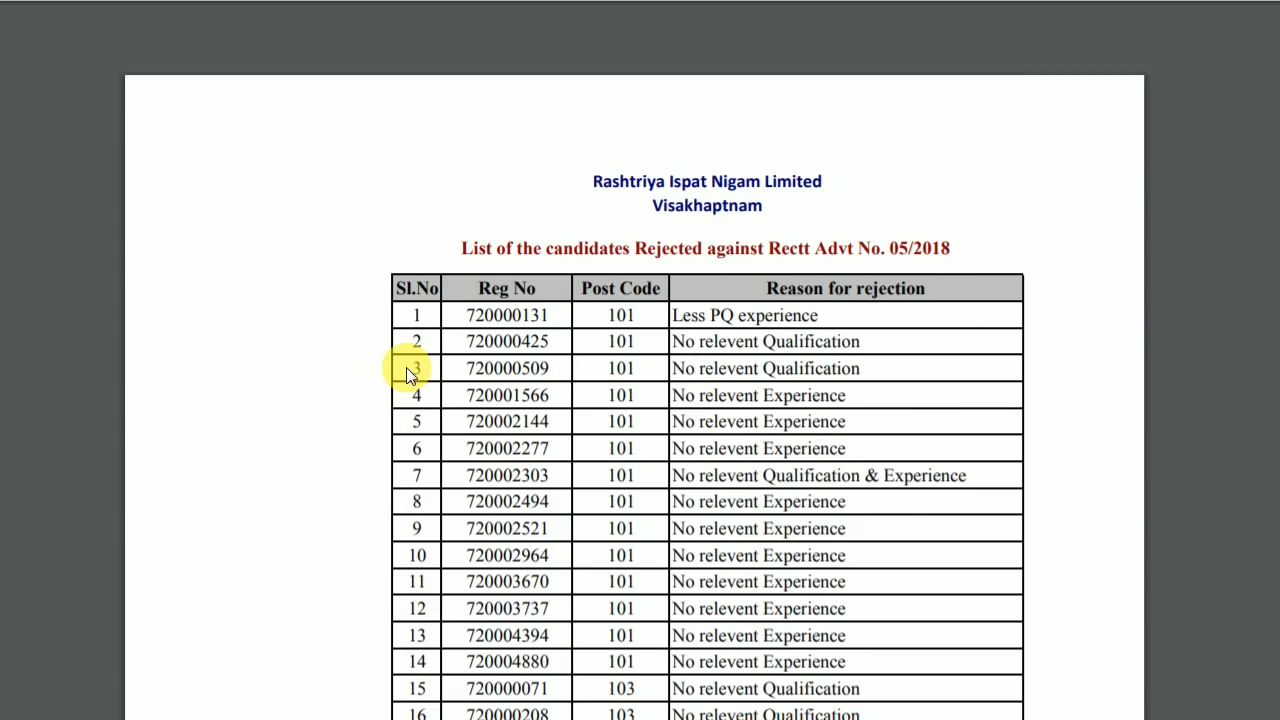 Rashtriya Ispat Nigam Limited
Visakhaptnam
List of the candidates Rejected against Rectt Advt No. 05/2018
Sl.No Reg No Post Code Reason for rejection
1 720000131 101 Less PQ experience
2 720000425 101 No relevent Qualification
3 720000509 101 No relevent Qualification
4 720001566 101 No relevent Experience
5 720002144 101 No relevent Experience
6 720002277 101 No relevent Experience
7 720002303 101 No relevent Qualification & Experience
8 720002494 101 No relevent Experience
9 720002521 101 No relevent Experience
10 720002964 101 No relevent Experience
11 720003670 101 No relevent Experience
12 720003737 101 No relevent Experience
13 720004394 101 No relevent Experience
14 720004880 101 No relevent Experience
15 720000071 103 No relevent Qualification
16 720000208 103 No relevent Qualification